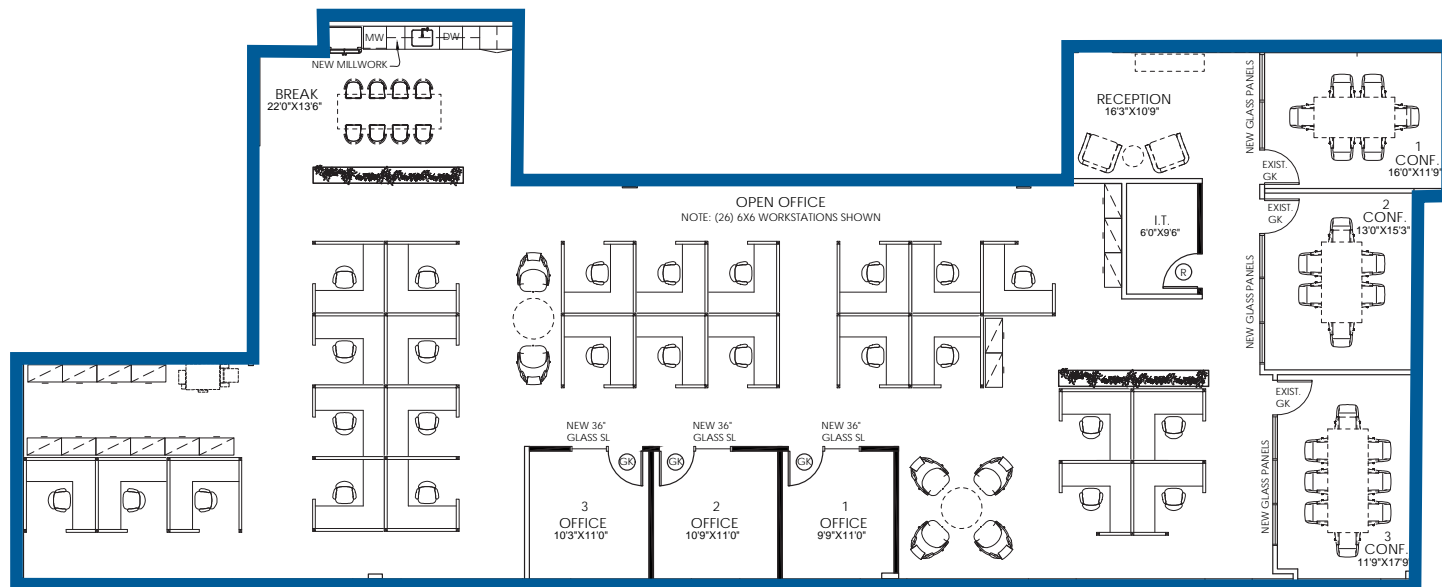 MW
DW
NEW MILLWORK
BREAK
22'0"X13'6"
RECEPTION
16'3"X10'9"
NEW GLASS PANELS
1
CONF.
16'0"X11'9"
EXIST.
GK
OPEN OFFICE
NOTE: (26) 6X6 WORKSTATIONS SHOWN
I.T.
6'0"X9'6"
R
EXIST.
GK
2
CONF.
13'0"X15'3"
NEW GLASS PANELS
EXIST.
GK
NEW 36"
GLASS SL
NEW 36"
GLASS SL
NEW 36"
GLASS SL
GK
GK
GK
3
OFFICE
10'3"X11'0"
2
OFFICE
10'9"X11'0"
1
OFFICE
9'9"X11'0"
NEW GLASS PANELS
3
CONF.
11'9"X17'9"